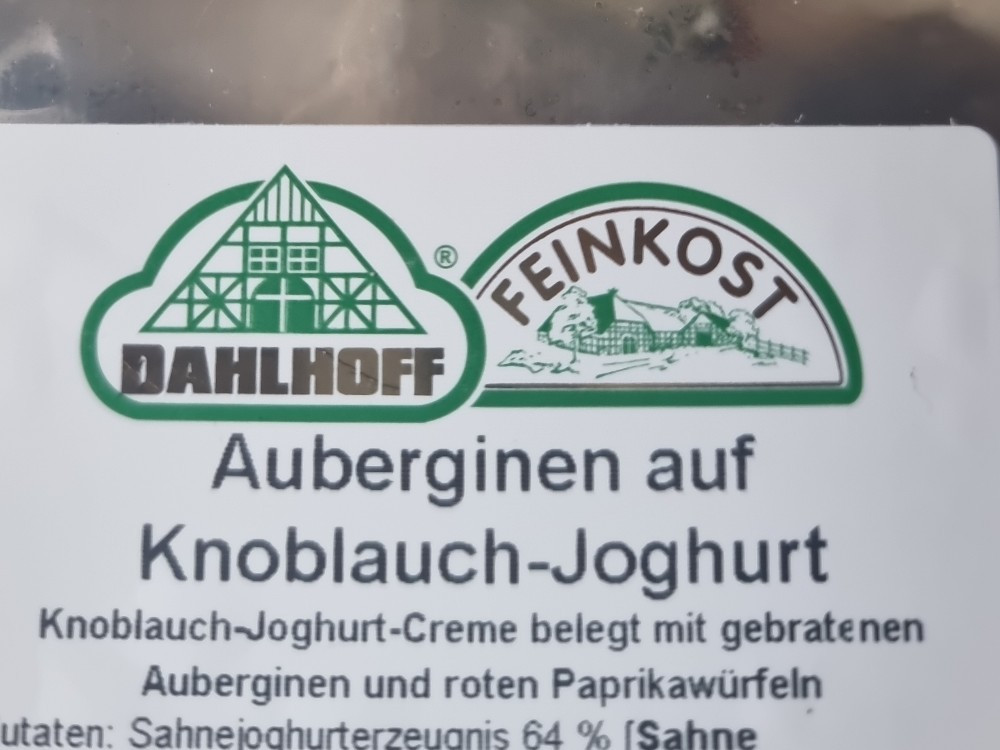 DAHLHOFF
®
FEINKOST
Auberginen auf
Knoblauch-Joghurt
Knoblauch-Joghurt-Creme belegt mit gebratenen
Auberginen und roten Paprikawürfeln
utaten: Sahnejoghurterzeugnis 64 % [Sahne